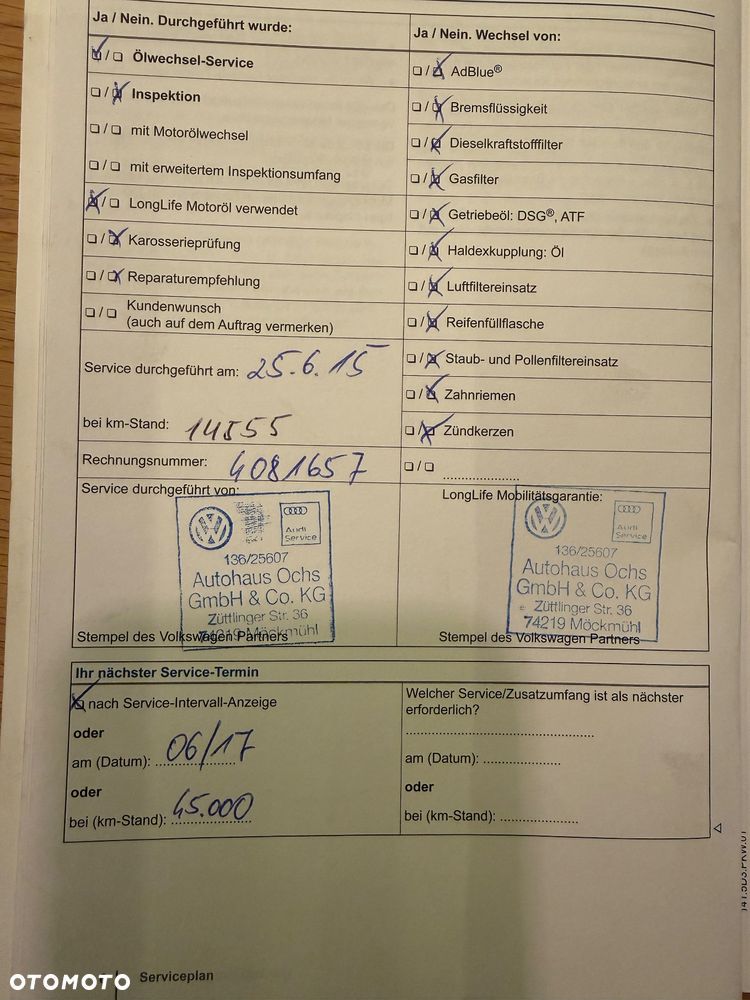 Ja / Nein. Durchgeführt wurde:
/ Ölwechsel-Service
/ Inspektion
/ mit Motorölwechsel
/ mit erweitertem Inspektionsumfang
/ LongLife Motoröl verwendet
/ Karosserieprüfung
/ Reparaturempfehlung
/ Kundenwunsch
(auch auf dem Auftrag vermerken)
Service durchgeführt am: 25.6.15
bei km-Stand: 14555
Rechnungsnummer: 4081657
Ja / Nein. Wechsel von:
/ AdBlue®
/ Bremsflüssigkeit
/ Dieselkraftstofffilter
/ Gasfilter
/ Getriebeöl: DSG®, ATF
/ Haldexkupplung: Öl
/ Luftfiltereinsatz
/ Reifenfüllflasche
/ Staub- und Pollenfiltereinsatz
/ Zahnriemen
/ Zündkerzen
/ ....................
Service durchgeführt von:
Audi
Service
136/25607
Autohaus Ochs
GmbH & Co. KG
Züttlinger Str. 36
74219 Möckmühl
Stempel des Volkswagen Partners
LongLife Mobilitätsgarantie:
Audi
Service
136/25607
Autohaus Ochs
GmbH & Co. KG
Züttlinger Str. 36
74219 Möckmühl
Stempel des Volkswagen Partners
Ihr nächster Service-Termin
nach Service-Intervall-Anzeige
oder
am (Datum): 06/17
oder
bei (km-Stand): 45.000
Welcher Service/Zusatzumfang ist als nächster
erforderlich?
am (Datum): ....................
oder
bei (km-Stand): ....................
Serviceplan
OTOMOTO